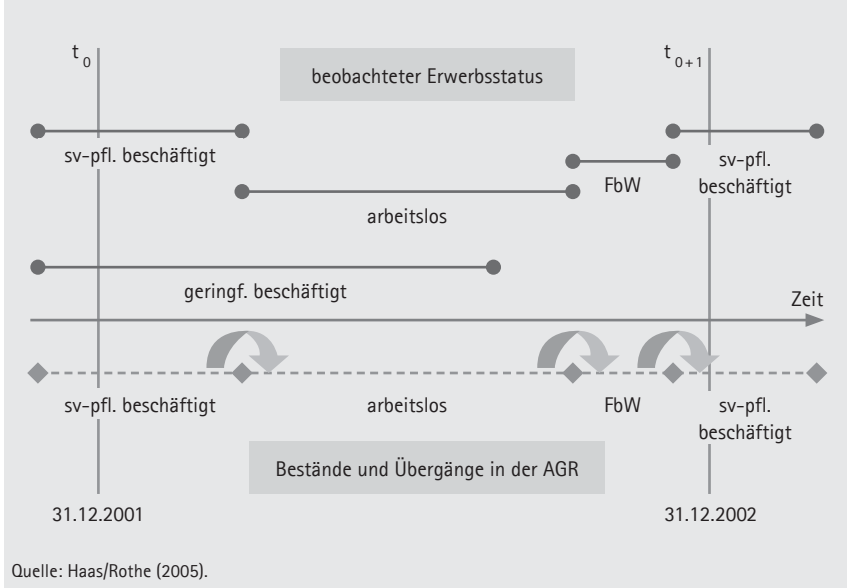 t 0
t 0+1
beobachteter Erwerbsstatus
sv-pfl. beschäftigt
FbW
sv-pfl.
beschäftigt
arbeitslos
geringf. beschäftigt
Zeit
sv-pfl. beschäftigt
arbeitslos
FbW
sv-pfl.
beschäftigt
Bestände und Übergänge in der AGR
31.12.2001
31.12.2002
Quelle: Haas/Rothe (2005).